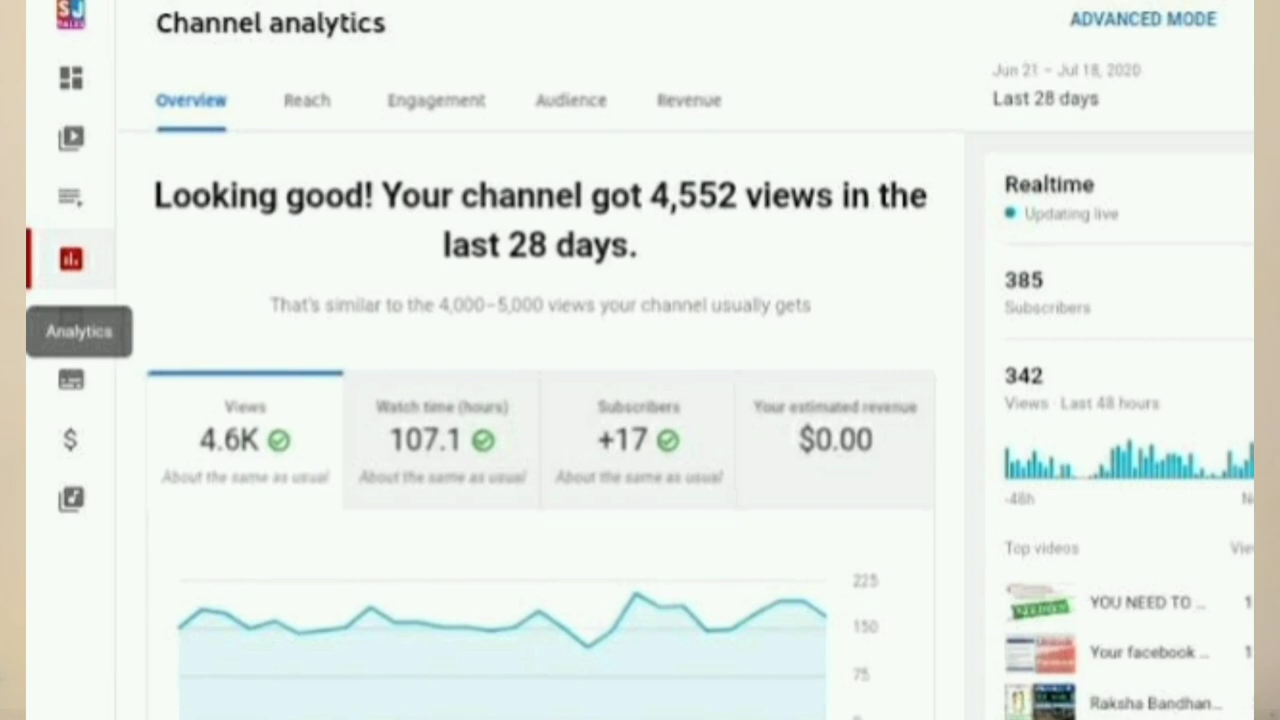 SJ
TALKS
Channel analytics
ADVANCED MODE
Jun 21 – Jul 18, 2020
Last 28 days
Overview
Reach
Engagement
Audience
Revenue
Looking good! Your channel got 4,552 views in the
last 28 days.
That's similar to the 4,000–5,000 views your channel usually gets
Analytics
Views
4.6K
About the same as usual
Watch time (hours)
107.1
About the same as usual
Subscribers
+17
About the same as usual
Your estimated revenue
$0.00
225
150
75
Realtime
Updating live
385
Subscribers
342
Views · Last 48 hours
-48h
Top videos
YOU NEED TO ...
Your facebook ...
Raksha Bandhan...